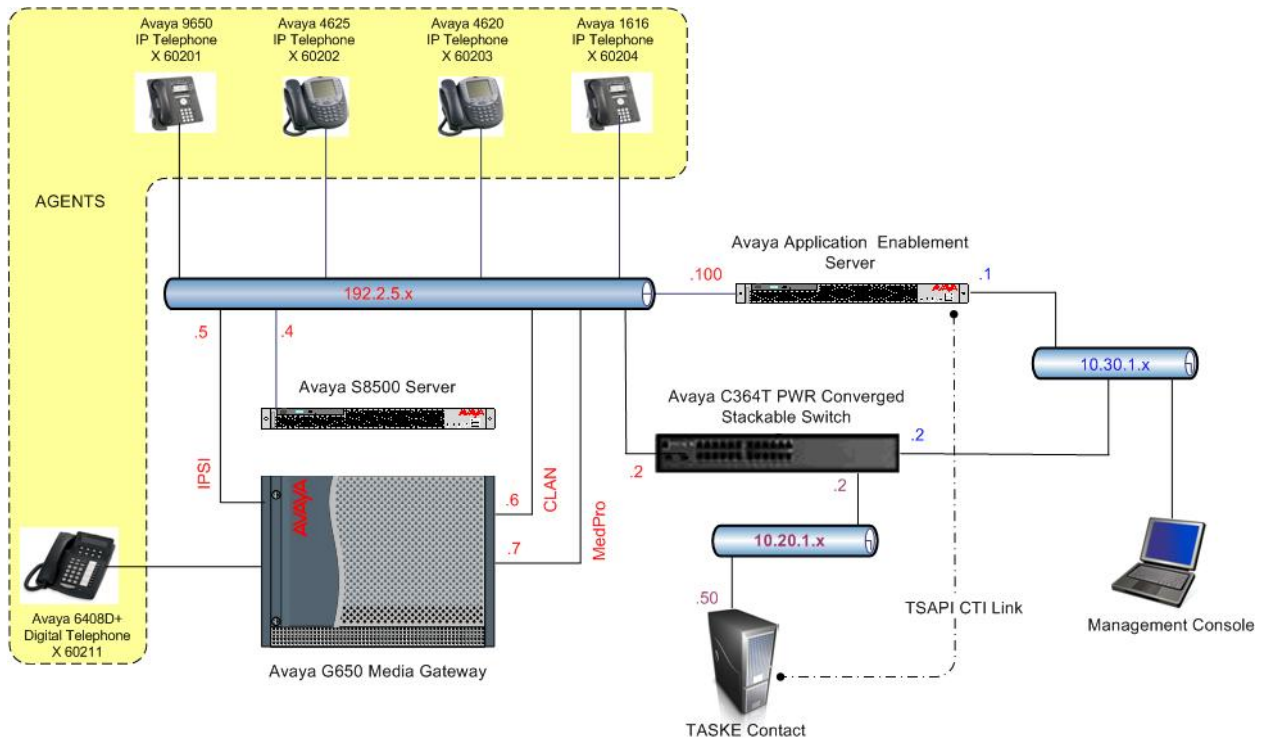 Avaya 9650
IP Telephone
X 60201
Avaya 4625
IP Telephone
X 60202
Avaya 4620
IP Telephone
X 60203
Avaya 1616
IP Telephone
X 60204
AGENTS
Avaya Application Enablement
Server
.100
.1
192.2.5.x
.5
.4
10.30.1.x
Avaya S8500 Server
AVAYA
Avaya C364T PWR Converged
Stackable Switch
.2
.2
.2
IPSI
AVAYA
.6
CLAN
.7
MedPro
10.20.1.x
.50
TSAPI CTI Link
Avaya 6408D+
Digital Telephone
X 60211
Avaya G650 Media Gateway
Management Console
TASKE Contact